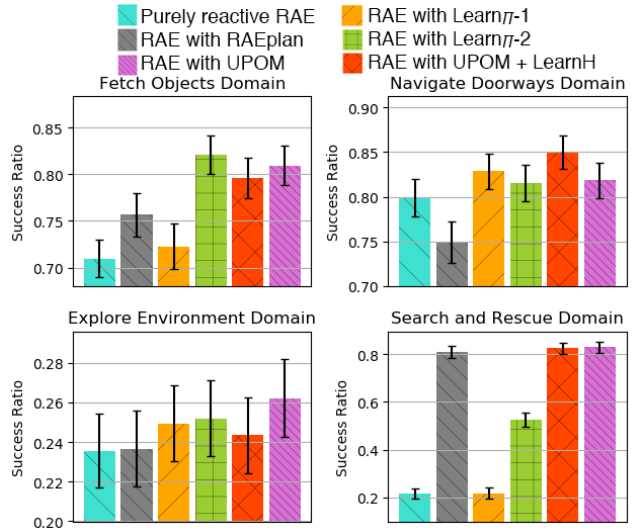 Purely reactive RAE
RAE with RAEplan
RAE with UPOM
RAE with Learnπ-1
RAE with Learnπ-2
RAE with UPOM + LearnH
Fetch Objects Domain
Success Ratio
0.85
0.80
0.75
0.70
Navigate Doorways Domain
Success Ratio
0.90
0.85
0.80
0.75
0.70
Explore Environment Domain
Success Ratio
0.28
0.26
0.24
0.22
0.20
Search and Rescue Domain
Success Ratio
0.8
0.6
0.4
0.2